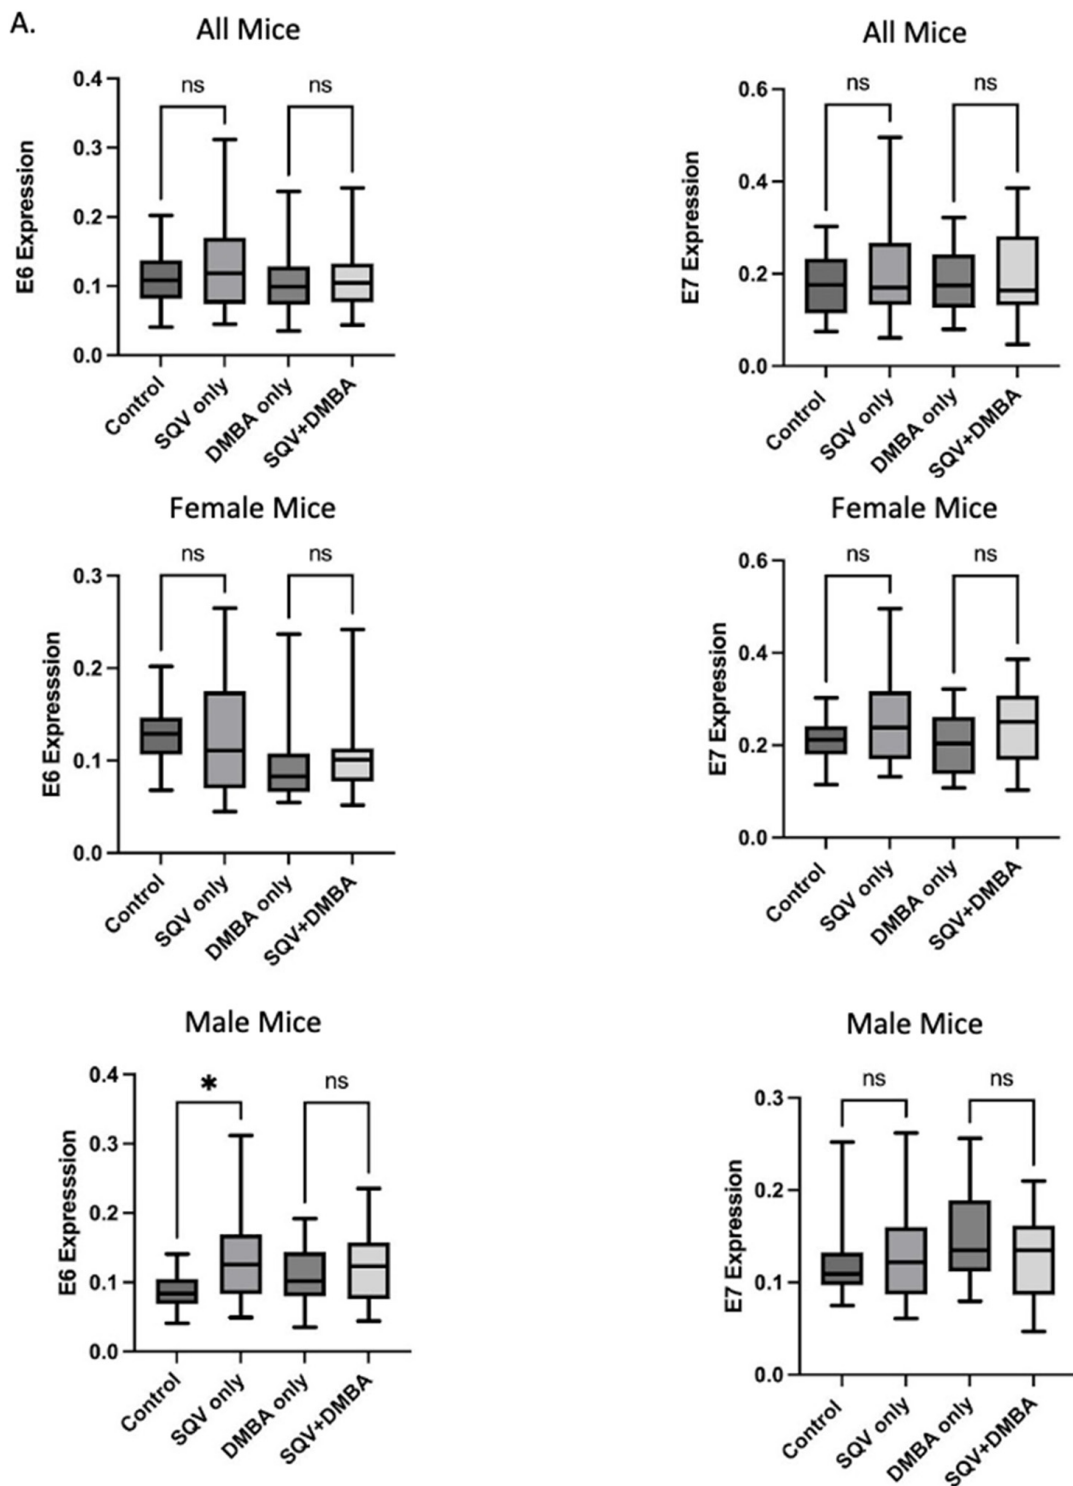 A.
All Mice
ns
ns
0.4
0.3
0.2
0.1
0.0
E6 Expression
Control
SQV only
DMBA only
SQV+DMBA
All Mice
ns
ns
0.6
0.4
0.2
0.0
E7 Expression
Control
SQV only
DMBA only
SQV+DMBA
Female Mice
ns
ns
0.3
0.2
0.1
0.0
E6 Expresssion
Control
SQV only
DMBA only
SQV+DMBA
Female Mice
ns
ns
0.6
0.4
0.2
0.0
E7 Expression
Control
SQV only
DMBA only
SQV+DMBA
Male Mice
*
ns
0.4
0.3
0.2
0.1
0.0
E6 Expresssion
Control
SQV only
DMBA only
SQV+DMBA
Male Mice
ns
ns
0.3
0.2
0.1
0.0
E7 Expression
Control
SQV only
DMBA only
SQV+DMBA